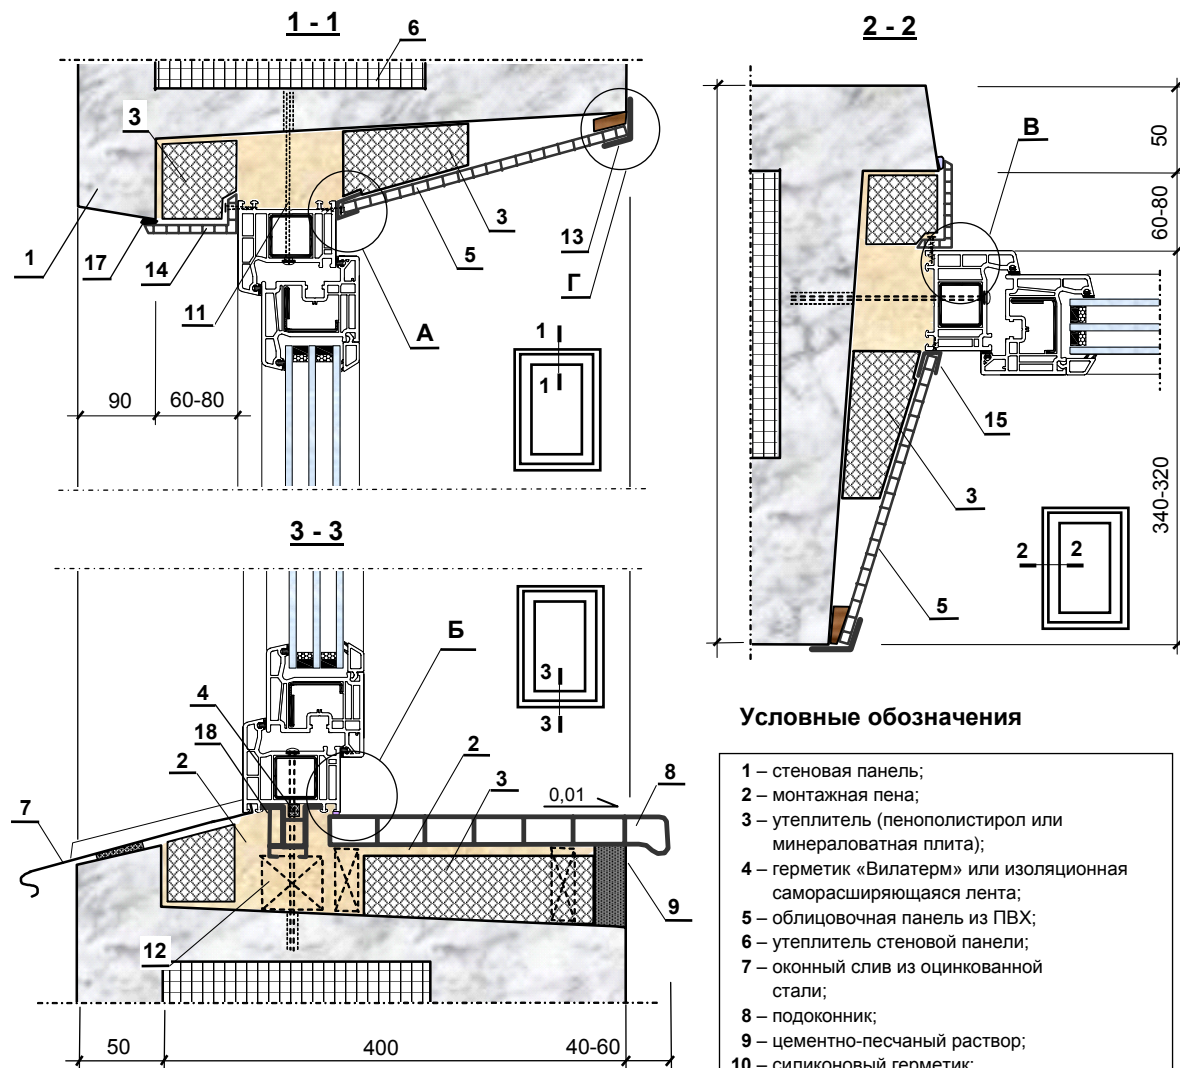 1 - 1
6
3
1
17
14
11
5
3
13
Г
А
1
1
90
60-80
2 - 2
В
50
60-80
340-320
15
3
5
2
2
3 - 3
Б
4
18
2
7
2
3
8
0,01
9
12
3
3
50
400
40-60
Условные обозначения
1 – стеновая панель;
2 – монтажная пена;
3 – утеплитель (пенополистирол или
минераловатная плита);
4 – герметик «Вилатерм» или изоляционная
саморасширяющаяся лента;
5 – облицовочная панель из ПВХ;
6 – утеплитель стеновой панели;
7 – оконный слив из оцинкованной
стали;
8 – подоконник;
9 – цементно-песчаный раствор;
10 – силиконовый герметик;